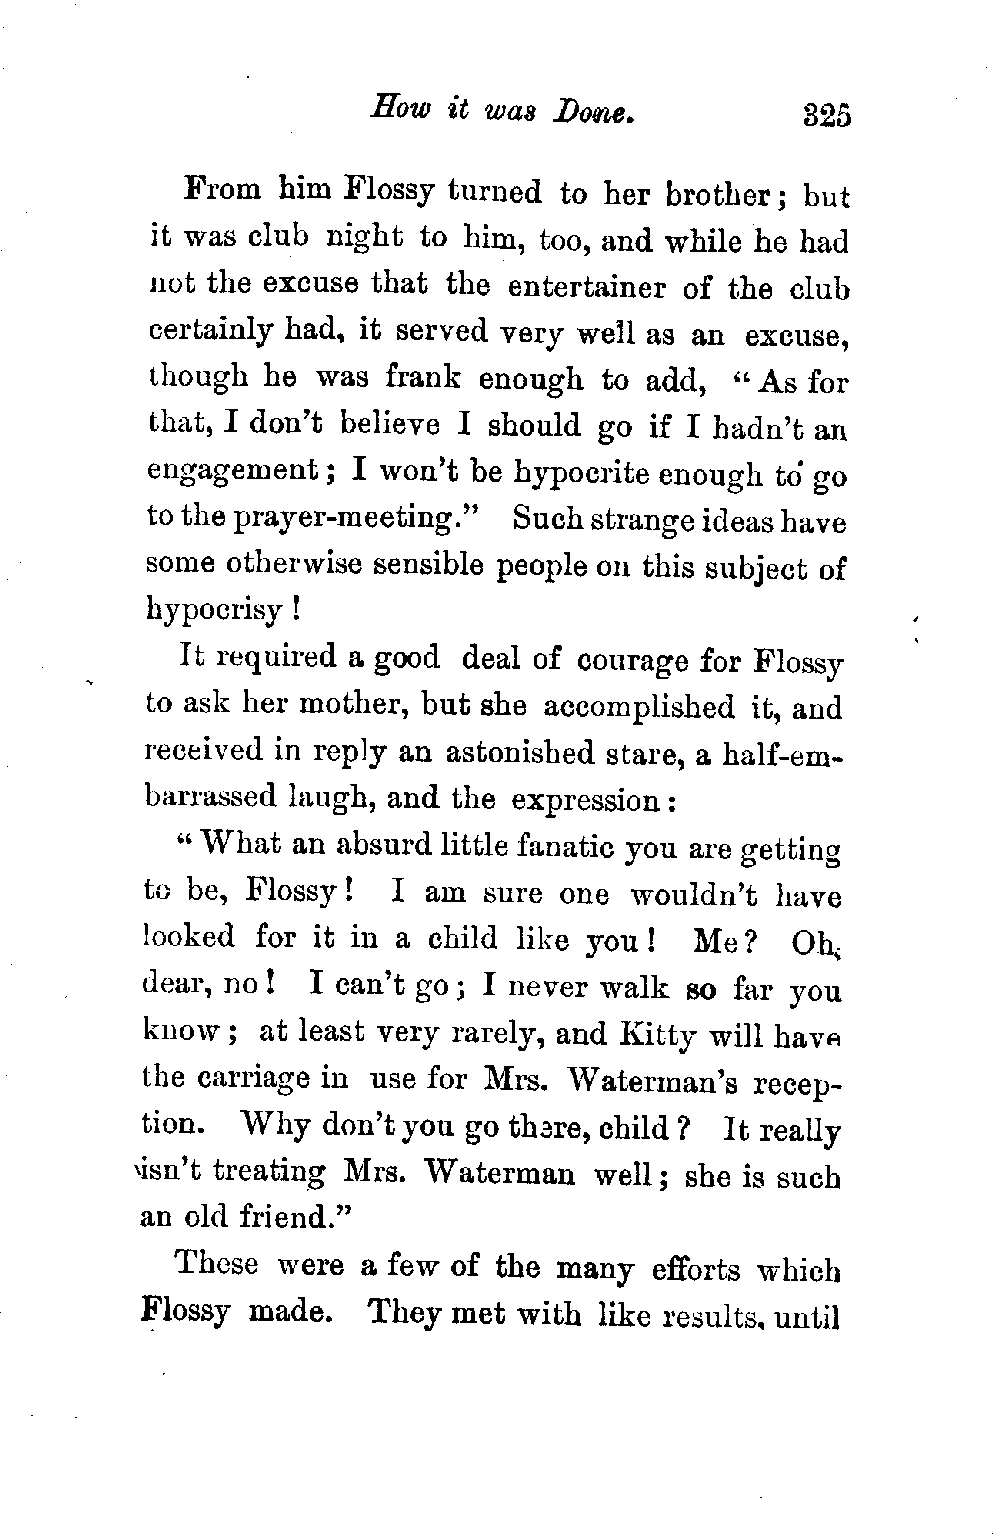 How it was Done. 325
From him Flossy turned to her brother; but
it was club night to him, too, and while he had
not the excuse that the entertainer of the club
certainly had, it served very well as an excuse,
though he was frank enough to add, "As for
that, I don't believe I should go if I hadn't an
engagement; I won't be hypocrite enough to go
to the prayer-meeting." Such strange ideas have
some otherwise sensible people on this subject of
hypocrisy!
It required a good deal of courage for Flossy
to ask her mother, but she accomplished it, and
received in reply an astonished stare, a half-em-
barrassed laugh, and the expression:
"What an absurd little fanatic you are getting
to be, Flossy! I am sure one wouldn't have
looked for it in a child like you! Me? Oh,
dear, no! I can't go; I never walk so far you
know; at least very rarely, and Kitty will have
the carriage in use for Mrs. Waterman's recep-
tion. Why don't you go there, child? It really
isn't treating Mrs. Waterman well; she is such
an old friend."
These were a few of the many efforts which
Flossy made. They met with like results, until